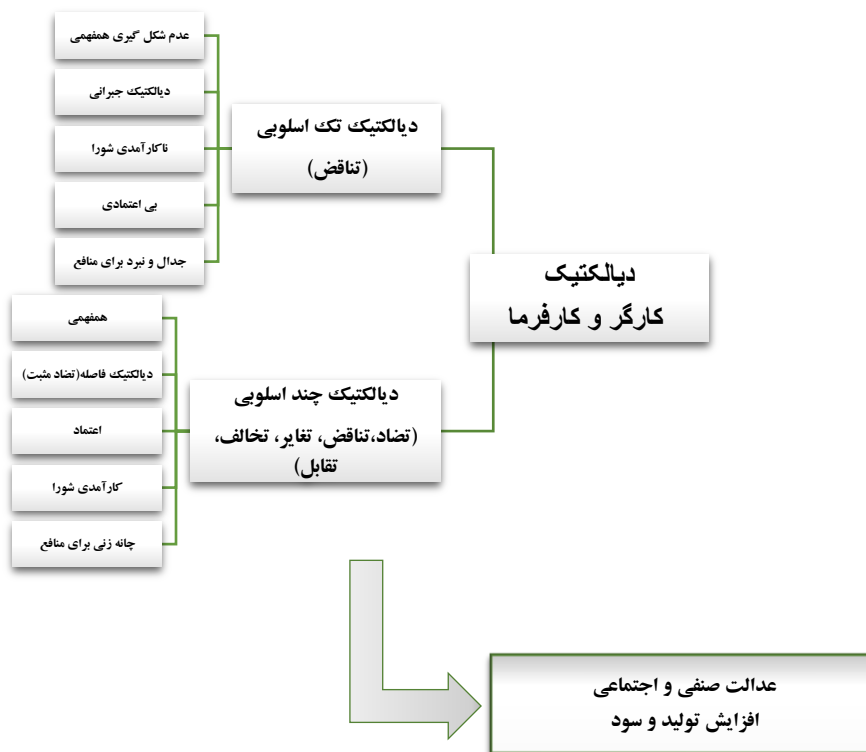 دیالکتیک
کارگر و کارفرما
دیالکتیک تک اسلوبی
(تناقض)
عدم شکل گیری همفهمی
دیالکتیک جبرانی
ناکارآمدی شورا
بی اعتمادی
جدال و نبرد برای منافع
دیالکتیک چند اسلوبی
(تضاد،تناقض، تغایر، تخالف،
تقابل)
همفهمی
دیالکتیک فاصله(تضاد مثبت)
اعتماد
کارآمدی شورا
چانه زنی برای منافع
عدالت صنفی و اجتماعی
افزایش تولید و سود